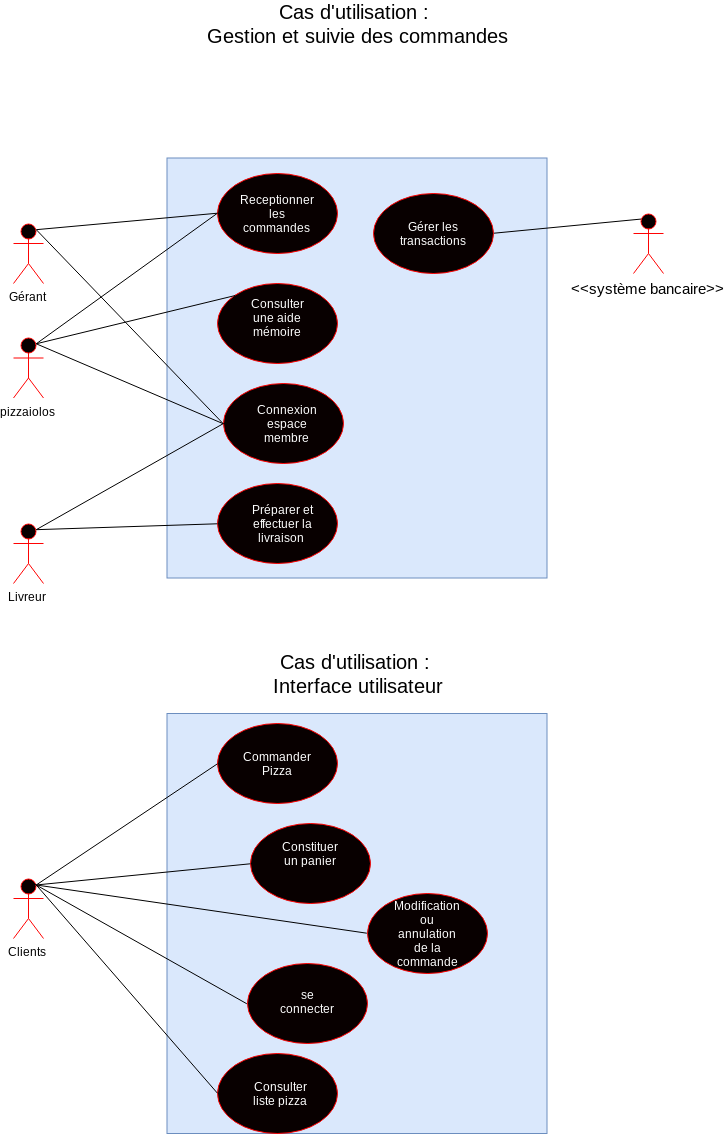 Cas d'utilisation :
Gestion et suivie des commandes
Receptionner
les
commandes
Gérer les
transactions
<<système bancaire>>
Gérant
Consulter
une aide
mémoire
pizzaiolos
Connexion
espace
membre
Préparer et
effectuer la
livraison
Livreur
Cas d'utilisation :
Interface utilisateur
Commander
Pizza
Constituer
un panier
Modification
ou
annulation
de la
commande
Clients
se
connecter
Consulter
liste pizza